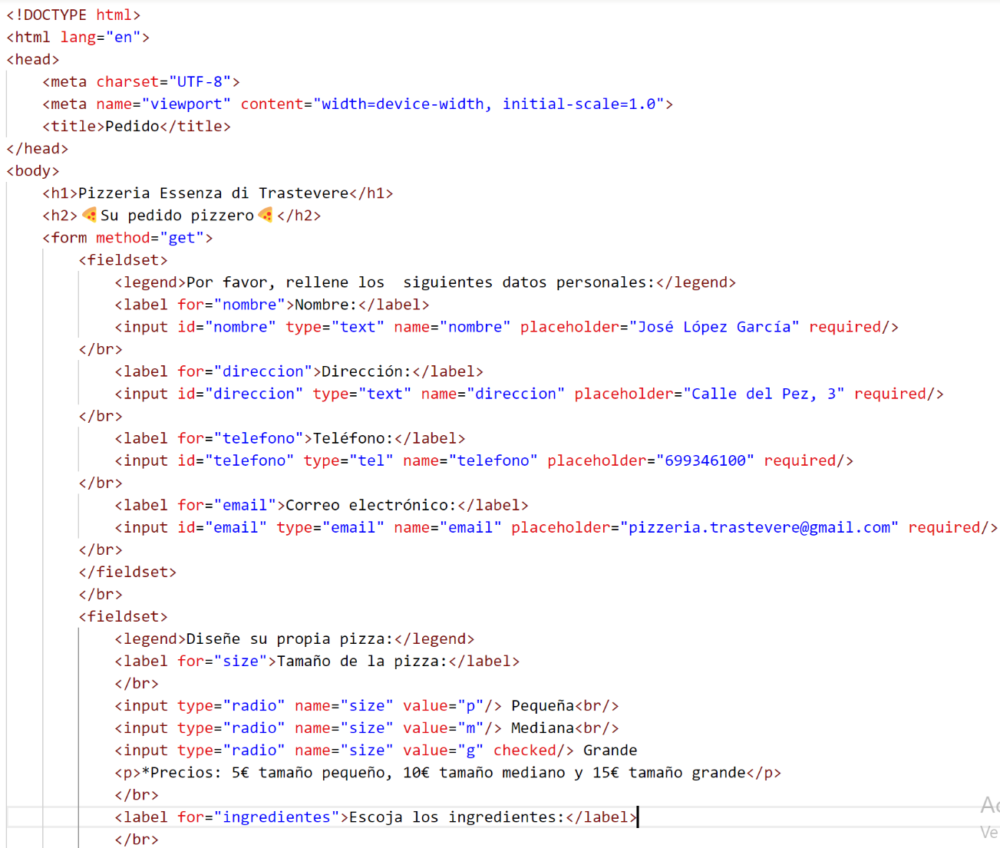 <!DOCTYPE html>
<html lang="en">
<head>
    <meta charset="UTF-8">
    <meta name="viewport" content="width=device-width, initial-scale=1.0">
    <title>Pedido</title>
</head>
<body>
    <h1>Pizzeria Essenza di Trastevere</h1>
    <h2>🍕Su pedido pizzero🍕</h2>
    <form method="get">
        <fieldset>
            <legend>Por favor, rellene los  siguientes datos personales:</legend>
            <label for="nombre">Nombre:</label>
            <input id="nombre" type="text" name="nombre" placeholder="José López García" required/>
        </br>
            <label for="direccion">Dirección:</label>
            <input id="direccion" type="text" name="direccion" placeholder="Calle del Pez, 3" required/>
        </br>
            <label for="telefono">Teléfono:</label>
            <input id="telefono" type="tel" name="telefono" placeholder="699346100" required/>
        </br>
            <label for="email">Correo electrónico:</label>
            <input id="email" type="email" name="email" placeholder="pizzeria.trastevere@gmail.com" required/>
        </br>
        </fieldset>
        </br>
        <fieldset>
            <legend>Diseñe su propia pizza:</legend>
            <label for="size">Tamaño de la pizza:</label>
            </br>
            <input type="radio" name="size" value="p"/> Pequeña<br/>
            <input type="radio" name="size" value="m"/> Mediana<br/>
            <input type="radio" name="size" value="g" checked/> Grande
            <p>*Precios: 5€ tamaño pequeño, 10€ tamaño mediano y 15€ tamaño grande</p>
            </br>
            <label for="ingredientes">Escoja los ingredientes:</label>
            </br>